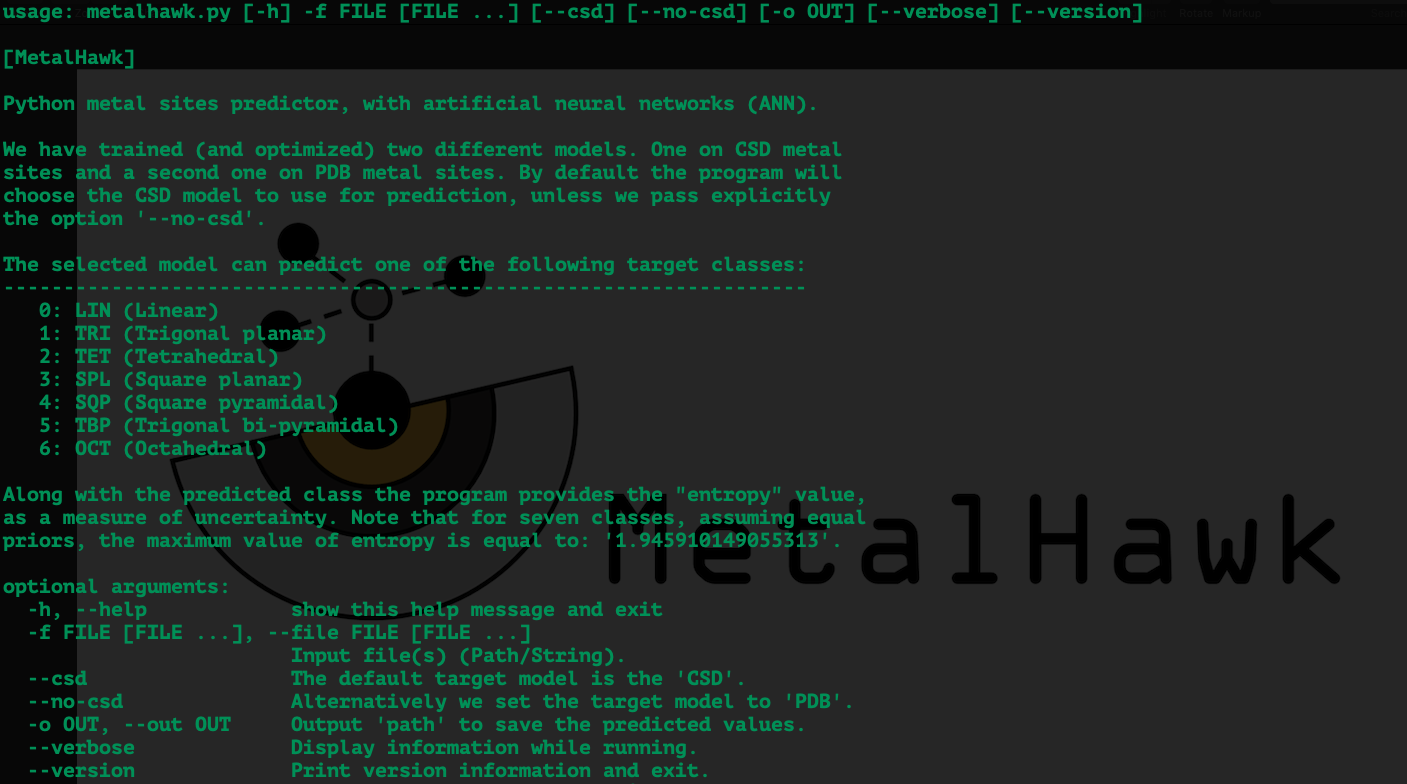 usage: metalhawk.py [-h] -f FILE [FILE ...] [--csd] [--no-csd] [-o OUT] [--verbose] [--version]
[MetalHawk]
Python metal sites predictor, with artificial neural networks (ANN).
We have trained (and optimized) two different models. One on CSD metal
sites and a second one on PDB metal sites. By default the program will
choose the CSD model to use for prediction, unless we pass explicitly
the option '--no-csd'.
The selected model can predict one of the following target classes:
-------------------------------------------------------------------
0: LIN (Linear)
1: TRI (Trigonal planar)
2: TET (Tetrahedral)
3: SPL (Square planar)
4: SQP (Square pyramidal)
5: TBP (Trigonal bi-pyramidal)
6: OCT (Octahedral)
Along with the predicted class the program provides the "entropy" value,
as a measure of uncertainty. Note that for seven classes, assuming equal
priors, the maximum value of entropy is equal to: '1.945910149055313'.
MetalHawk
optional arguments:
-h, --help show this help message and exit
-f FILE [FILE ...], --file FILE [FILE ...]
Input file(s) (Path/String).
--csd The default target model is the 'CSD'.
--no-csd Alternatively we set the target model to 'PDB'.
-o OUT, --out OUT Output 'path' to save the predicted values.
--verbose Display information while running.
--version Print version information and exit.